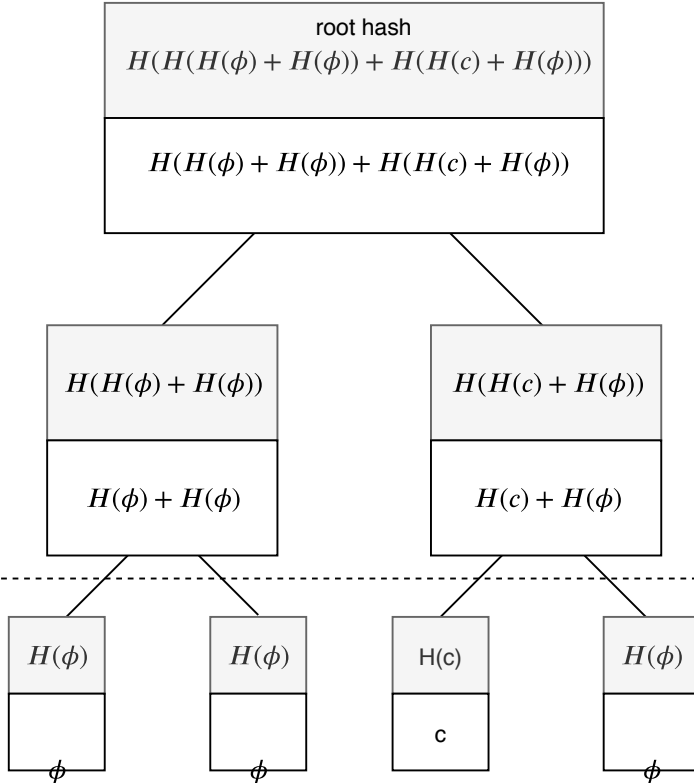 root hash
H(H(H(ϕ) + H(ϕ)) + H(H(c) + H(ϕ)))
H(H(ϕ) + H(ϕ)) + H(H(c) + H(ϕ))
H(H(ϕ) + H(ϕ))
H(H(c) + H(ϕ))
H(ϕ) + H(ϕ)
H(c) + H(ϕ)
H(ϕ)
H(ϕ)
H(c)
H(ϕ)
ϕ
ϕ
c
ϕ